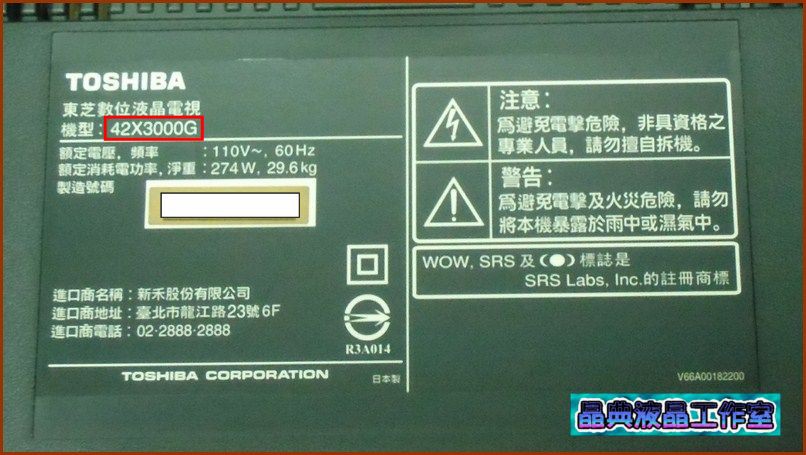 TOSHIBA
東芝數位液晶電視
機型：42X3000G
額定電壓, 頻率　：110V~, 60Hz
額定消耗電功率, 淨重：274W, 29.6kg
製造號碼
進口商名稱：新禾股份有限公司
進口商地址：臺北市龍江路23號6F
進口商電話：02-2888-2888
R3A014
TOSHIBA CORPORATION
日本製
注意：
為避免電擊危險，非具資格之
專業人員，請勿擅自拆機。
警告：
為避免電擊及火災危險，請勿
將本機暴露於雨中或濕氣中。
WOW, SRS 及 (●) 標誌是
SRS Labs, Inc.的註冊商標
V66A00182200
晶典液晶工作室